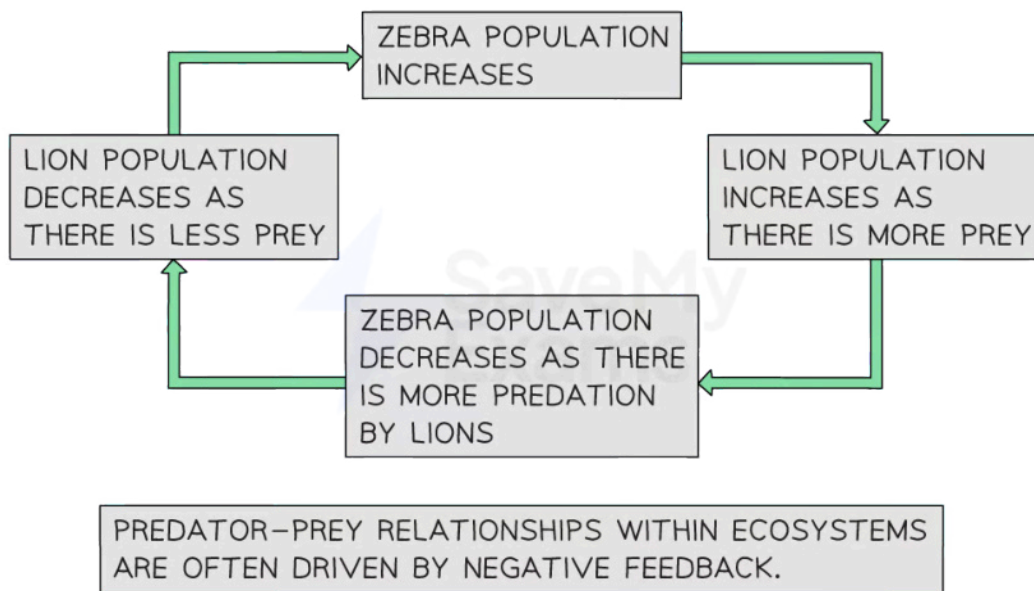 ZEBRA POPULATION
INCREASES
LION POPULATION
DECREASES AS
THERE IS LESS PREY
LION POPULATION
INCREASES AS
THERE IS MORE PREY
SaveMy
Exams
ZEBRA POPULATION
DECREASES AS THERE
IS MORE PREDATION
BY LIONS
PREDATOR–PREY RELATIONSHIPS WITHIN ECOSYSTEMS
ARE OFTEN DRIVEN BY NEGATIVE FEEDBACK.